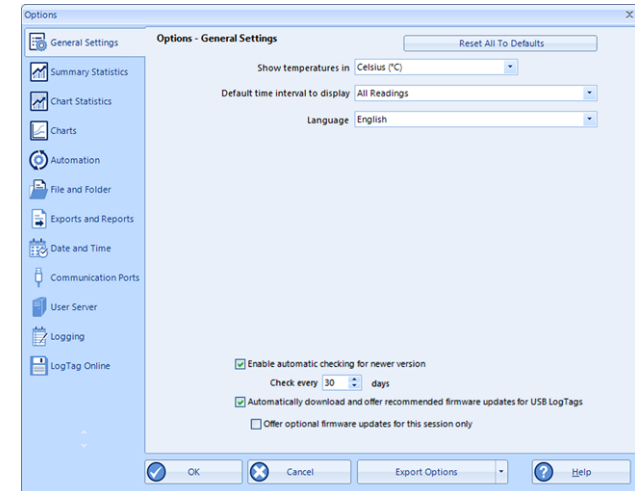 Options
General Settings
Summary Statistics
Chart Statistics
Charts
Automation
File and Folder
Exports and Reports
Date and Time
Communication Ports
User Server
Logging
LogTag Online
Options - General Settings
Reset All To Defaults
Show temperatures in Celsius (°C)
Default time interval to display All Readings
Language English
Enable automatic checking for newer version
Check every 30 days
Automatically download and offer recommended firmware updates for USB LogTags
Offer optional firmware updates for this session only
OK Cancel Export Options Help